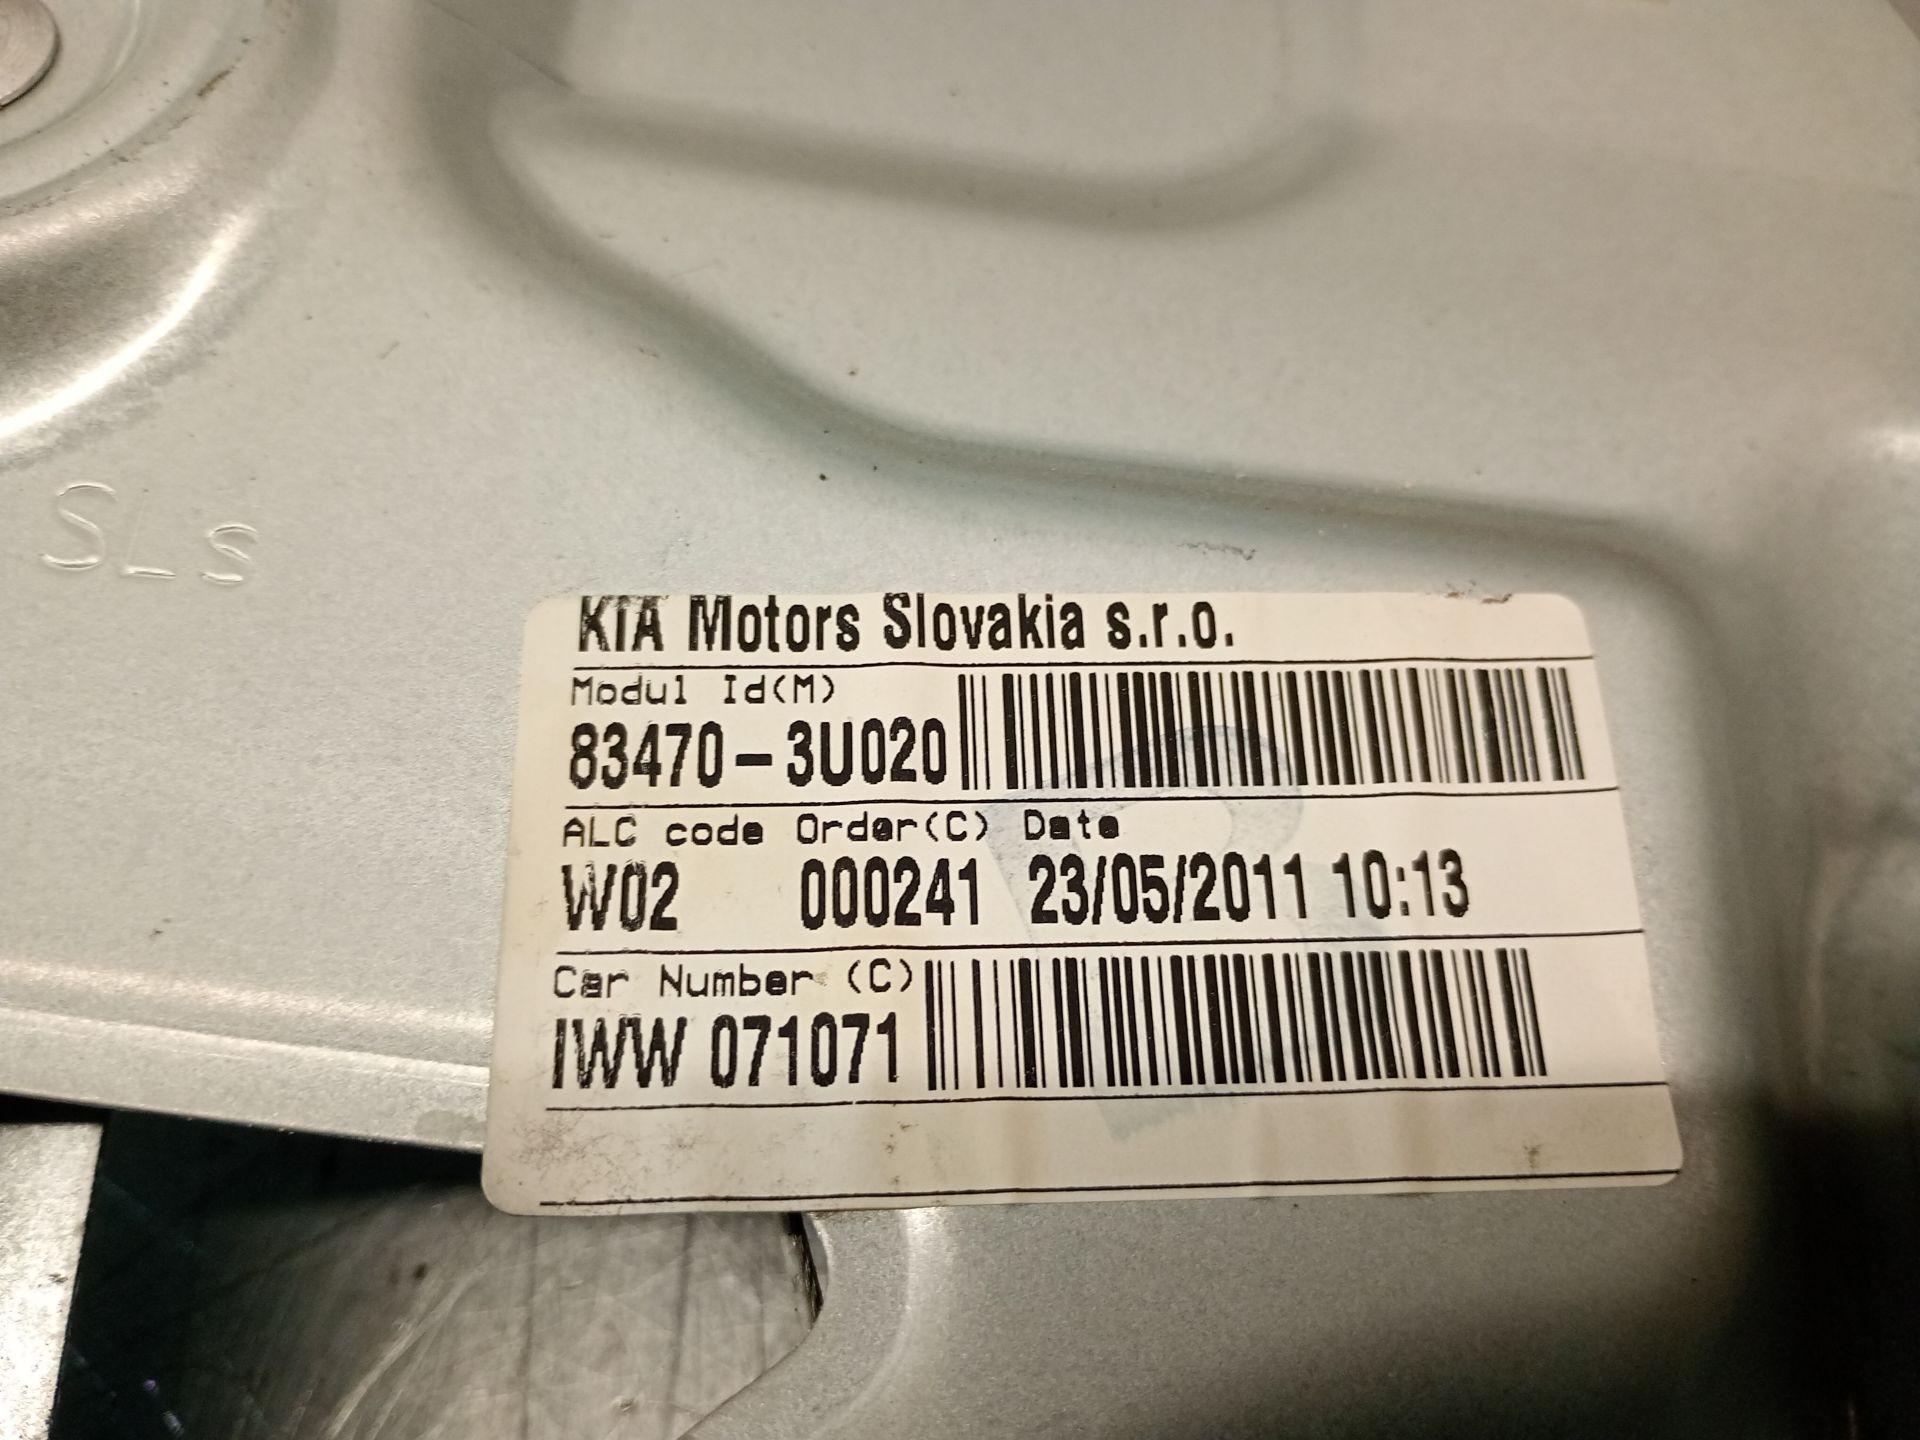 SLS
KIA Motors Slovakia s.r.o.
Modul Id(M)
83470-3U020
ALC code Order(C) Date
W02 000241 23/05/2011 10:13
Car Number (C)
IWW 071071